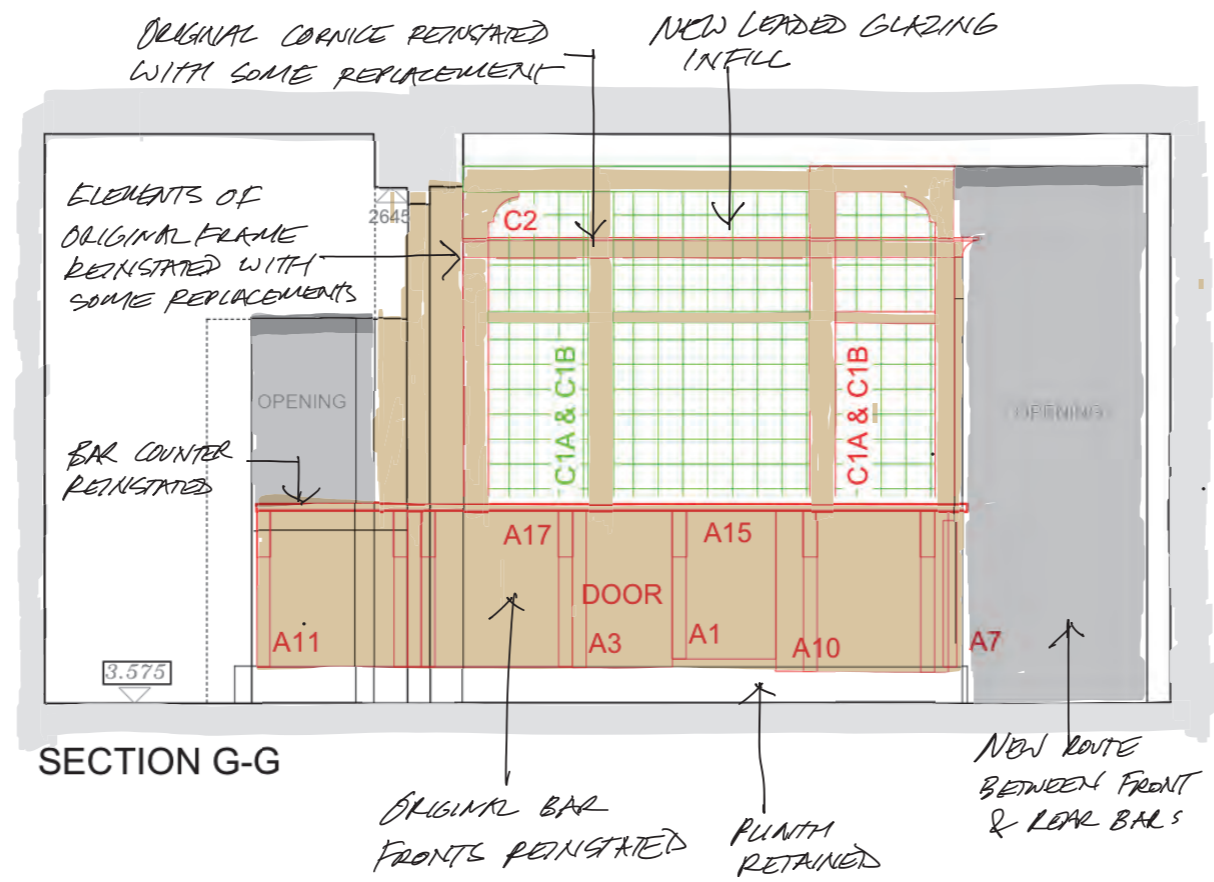 ORIGINAL CORNICE REINSTATED
WITH SOME REPLACEMENT
NEW LEADED GLAZING
INFILL
ELEMENTS OF
ORIGINAL FRAME
REINSTATED WITH
SOME REPLACEMENTS
2645
C2
OPENING
C1A & C1B
C1A & C1B
OPENING
BAR COUNTER
REINSTATED
A17
A15
DOOR
A11
A3
A1
A10
A7
3.575
SECTION G-G
ORIGINAL BAR
FRONTS REINSTATED
PLINTH
RETAINED
NEW ROUTE
BETWEEN FRONT
& REAR BARS